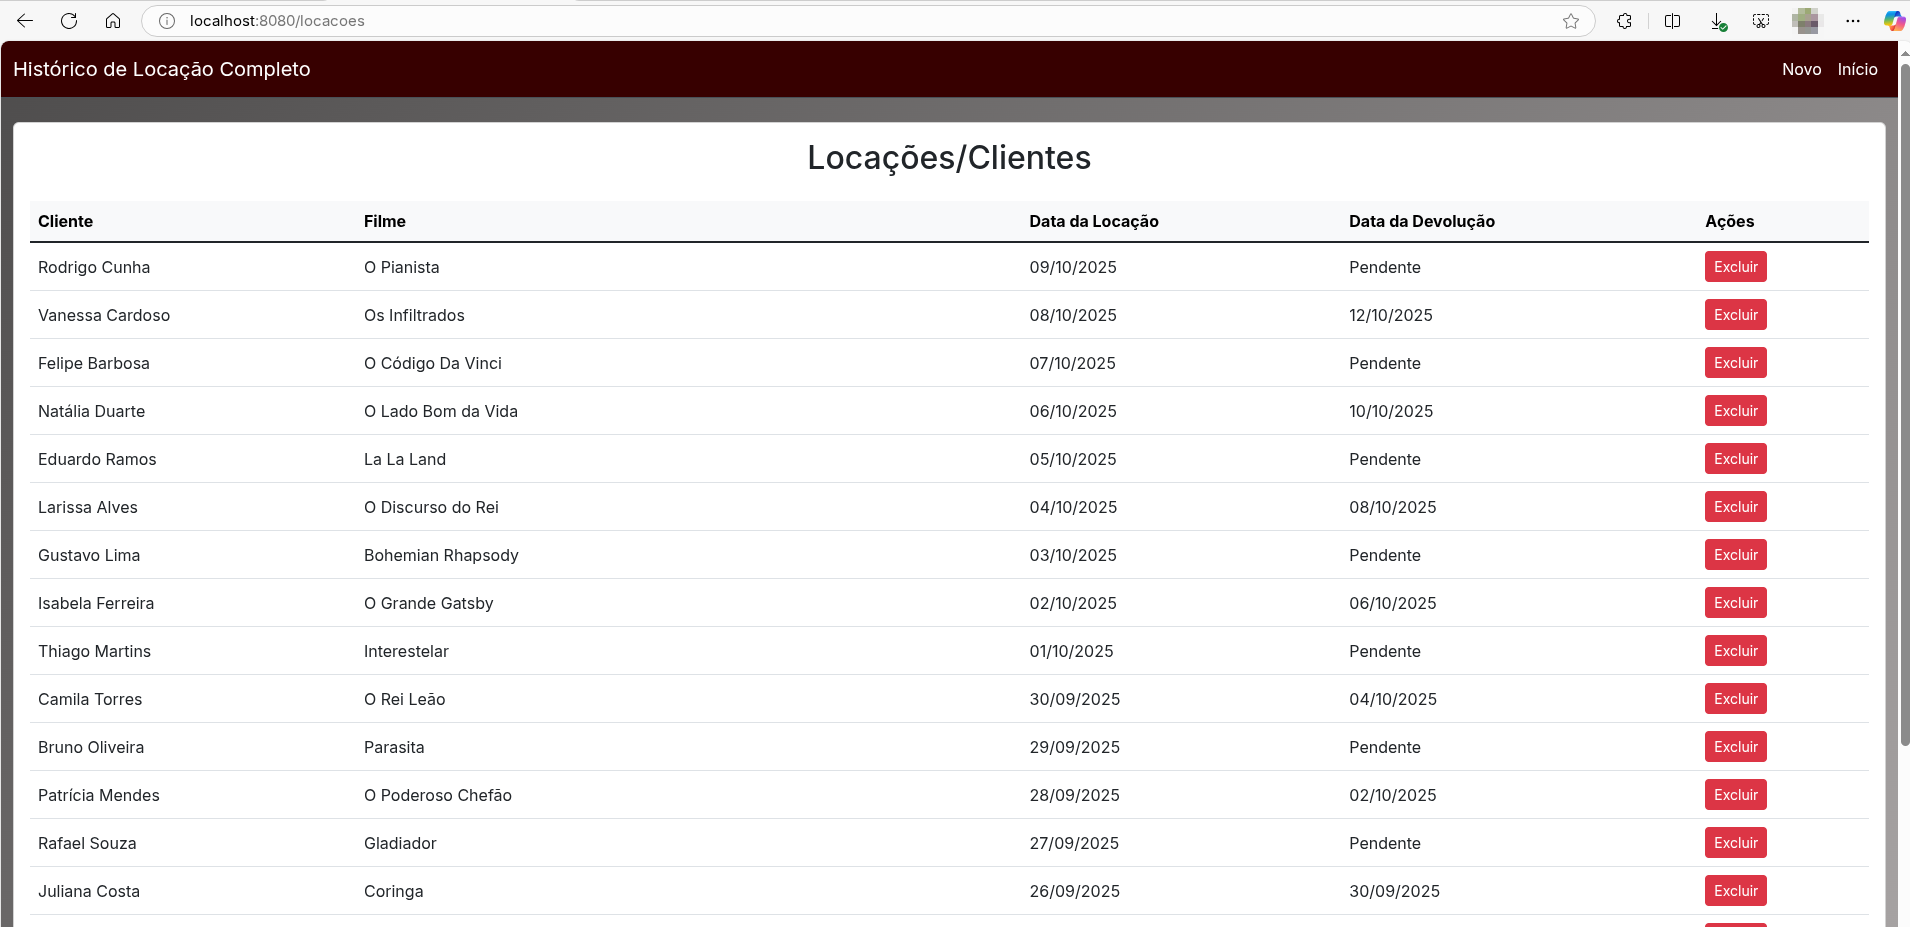 localhost:8080/locacoes
Histórico de Locação Completo Novo Início
Locações/Clientes
Cliente Filme Data da Locação Data da Devolução Ações
Rodrigo Cunha O Pianista 09/10/2025 Pendente Excluir
Vanessa Cardoso Os Infiltrados 08/10/2025 12/10/2025 Excluir
Felipe Barbosa O Código Da Vinci 07/10/2025 Pendente Excluir
Natália Duarte O Lado Bom da Vida 06/10/2025 10/10/2025 Excluir
Eduardo Ramos La La Land 05/10/2025 Pendente Excluir
Larissa Alves O Discurso do Rei 04/10/2025 08/10/2025 Excluir
Gustavo Lima Bohemian Rhapsody 03/10/2025 Pendente Excluir
Isabela Ferreira O Grande Gatsby 02/10/2025 06/10/2025 Excluir
Thiago Martins Interestelar 01/10/2025 Pendente Excluir
Camila Torres O Rei Leão 30/09/2025 04/10/2025 Excluir
Bruno Oliveira Parasita 29/09/2025 Pendente Excluir
Patrícia Mendes O Poderoso Chefão 28/09/2025 02/10/2025 Excluir
Rafael Souza Gladiador 27/09/2025 Pendente Excluir
Juliana Costa Coringa 26/09/2025 30/09/2025 Excluir